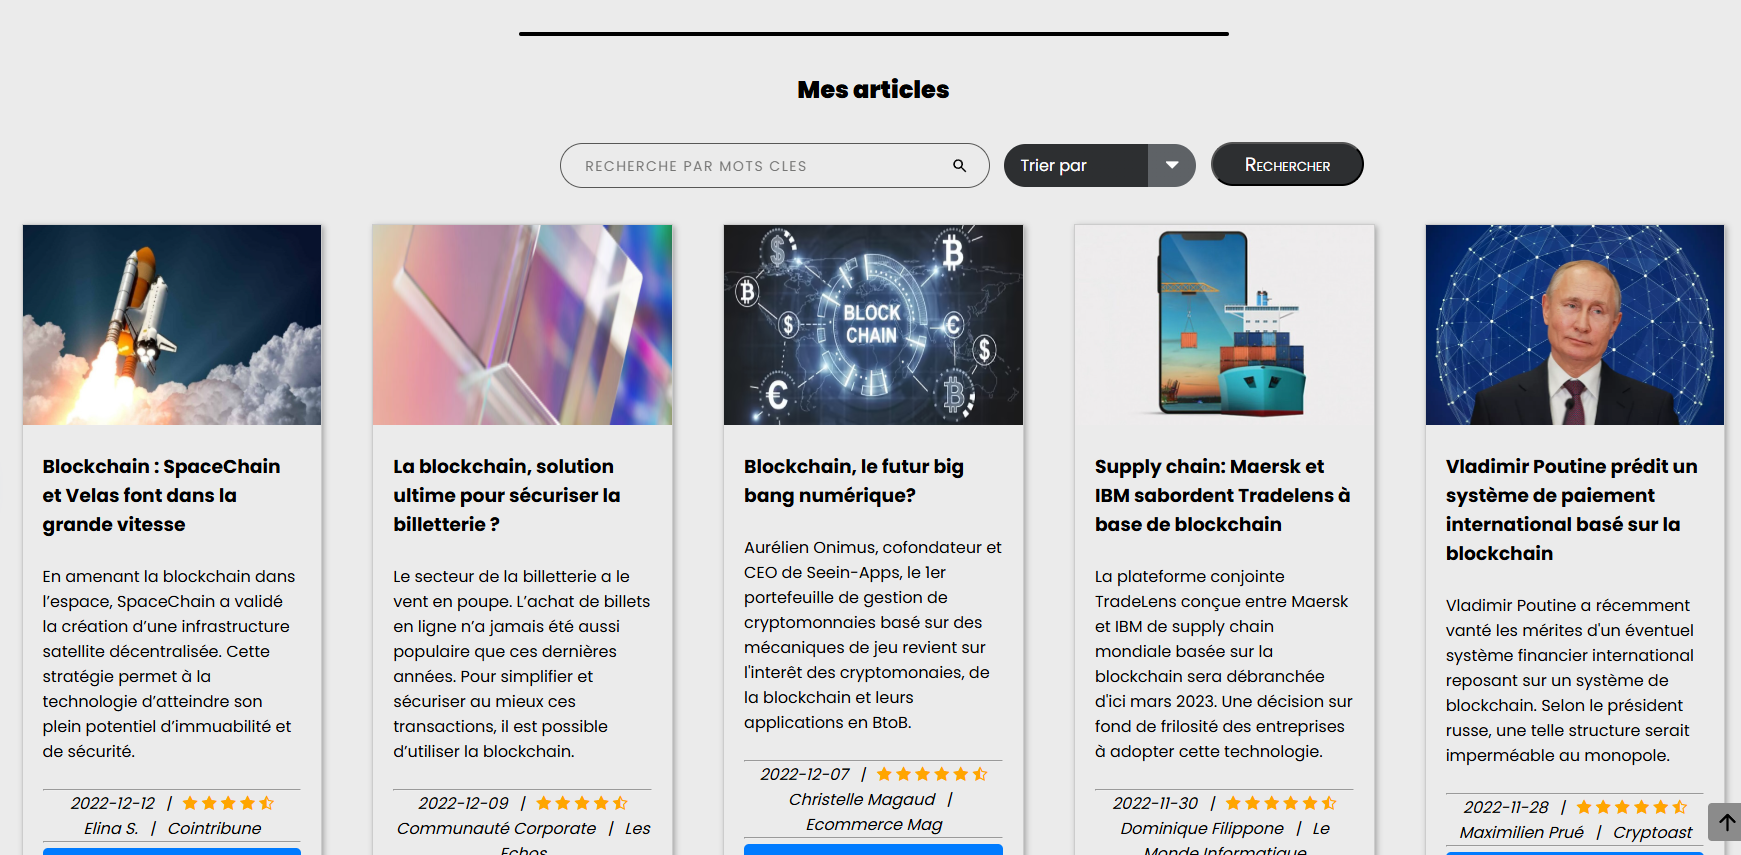 Mes articles
RECHERCHE PAR MOTS CLES
Trier par
Rechercher
BLOCK
CHAIN
Blockchain : SpaceChain
et Velas font dans la
grande vitesse
En amenant la blockchain dans
l’espace, SpaceChain a validé
la création d’une infrastructure
satellite décentralisée. Cette
stratégie permet à la
technologie d’atteindre son
plein potentiel d’immuabilité et
de sécurité.
2022-12-12 |
Elina S. | Cointribune
La blockchain, solution
ultime pour sécuriser la
billetterie ?
Le secteur de la billetterie a le
vent en poupe. L’achat de billets
en ligne n’a jamais été aussi
populaire que ces dernières
années. Pour simplifier et
sécuriser au mieux ces
transactions, il est possible
d’utiliser la blockchain.
2022-12-09 |
Communauté Corporate | Les
Echos
Blockchain, le futur big
bang numérique?
Aurélien Onimus, cofondateur et
CEO de Seein-Apps, le 1er
portefeuille de gestion de
cryptomonnaies basé sur des
mécaniques de jeu revient sur
l'interêt des cryptomonaies, de
la blockchain et leurs
applications en BtoB.
2022-12-07 |
Christelle Magaud |
Ecommerce Mag
Supply chain: Maersk et
IBM sabordent Tradelens à
base de blockchain
La plateforme conjointe
TradeLens conçue entre Maersk
et IBM de supply chain
mondiale basée sur la
blockchain sera débranchée
d'ici mars 2023. Une décision sur
fond de frilosité des entreprises
à adopter cette technologie.
2022-11-30 |
Dominique Filippone | Le
Monde Informatique
Vladimir Poutine prédit un
système de paiement
international basé sur la
blockchain
Vladimir Poutine a récemment
vanté les mérites d'un éventuel
système financier international
reposant sur un système de
blockchain. Selon le président
russe, une telle structure serait
imperméable au monopole.
2022-11-28 |
Maximilien Prué | Cryptoast